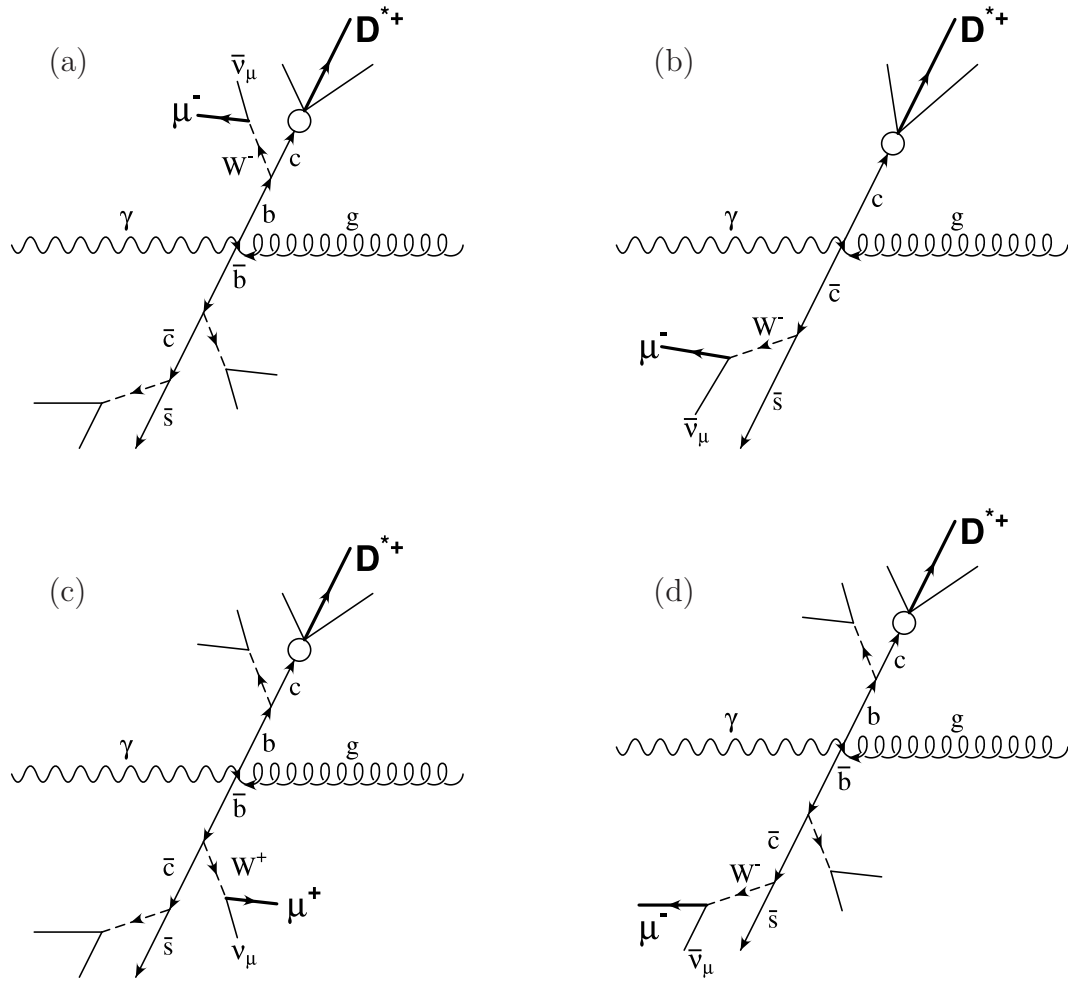 (a)
D*+
ν̄μ
μ-
W-
c
b
γ
g
b̄
c̄
s̄
(b)
D*+
c
γ
g
c̄
W-
μ-
s̄
ν̄μ
(c)
D*+
c
b
γ
g
b̄
c̄
W+
μ+
s̄
νμ
(d)
D*+
c
b
γ
g
b̄
c̄
W-
μ-
s̄
ν̄μ